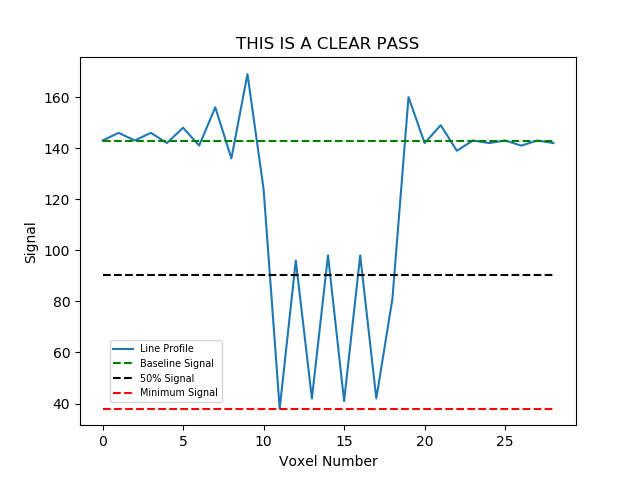 THIS IS A CLEAR PASS
160
140
120
100
80
60
40
Signal
Line Profile
Baseline Signal
50% Signal
Minimum Signal
0 5 10 15 20 25
Voxel Number